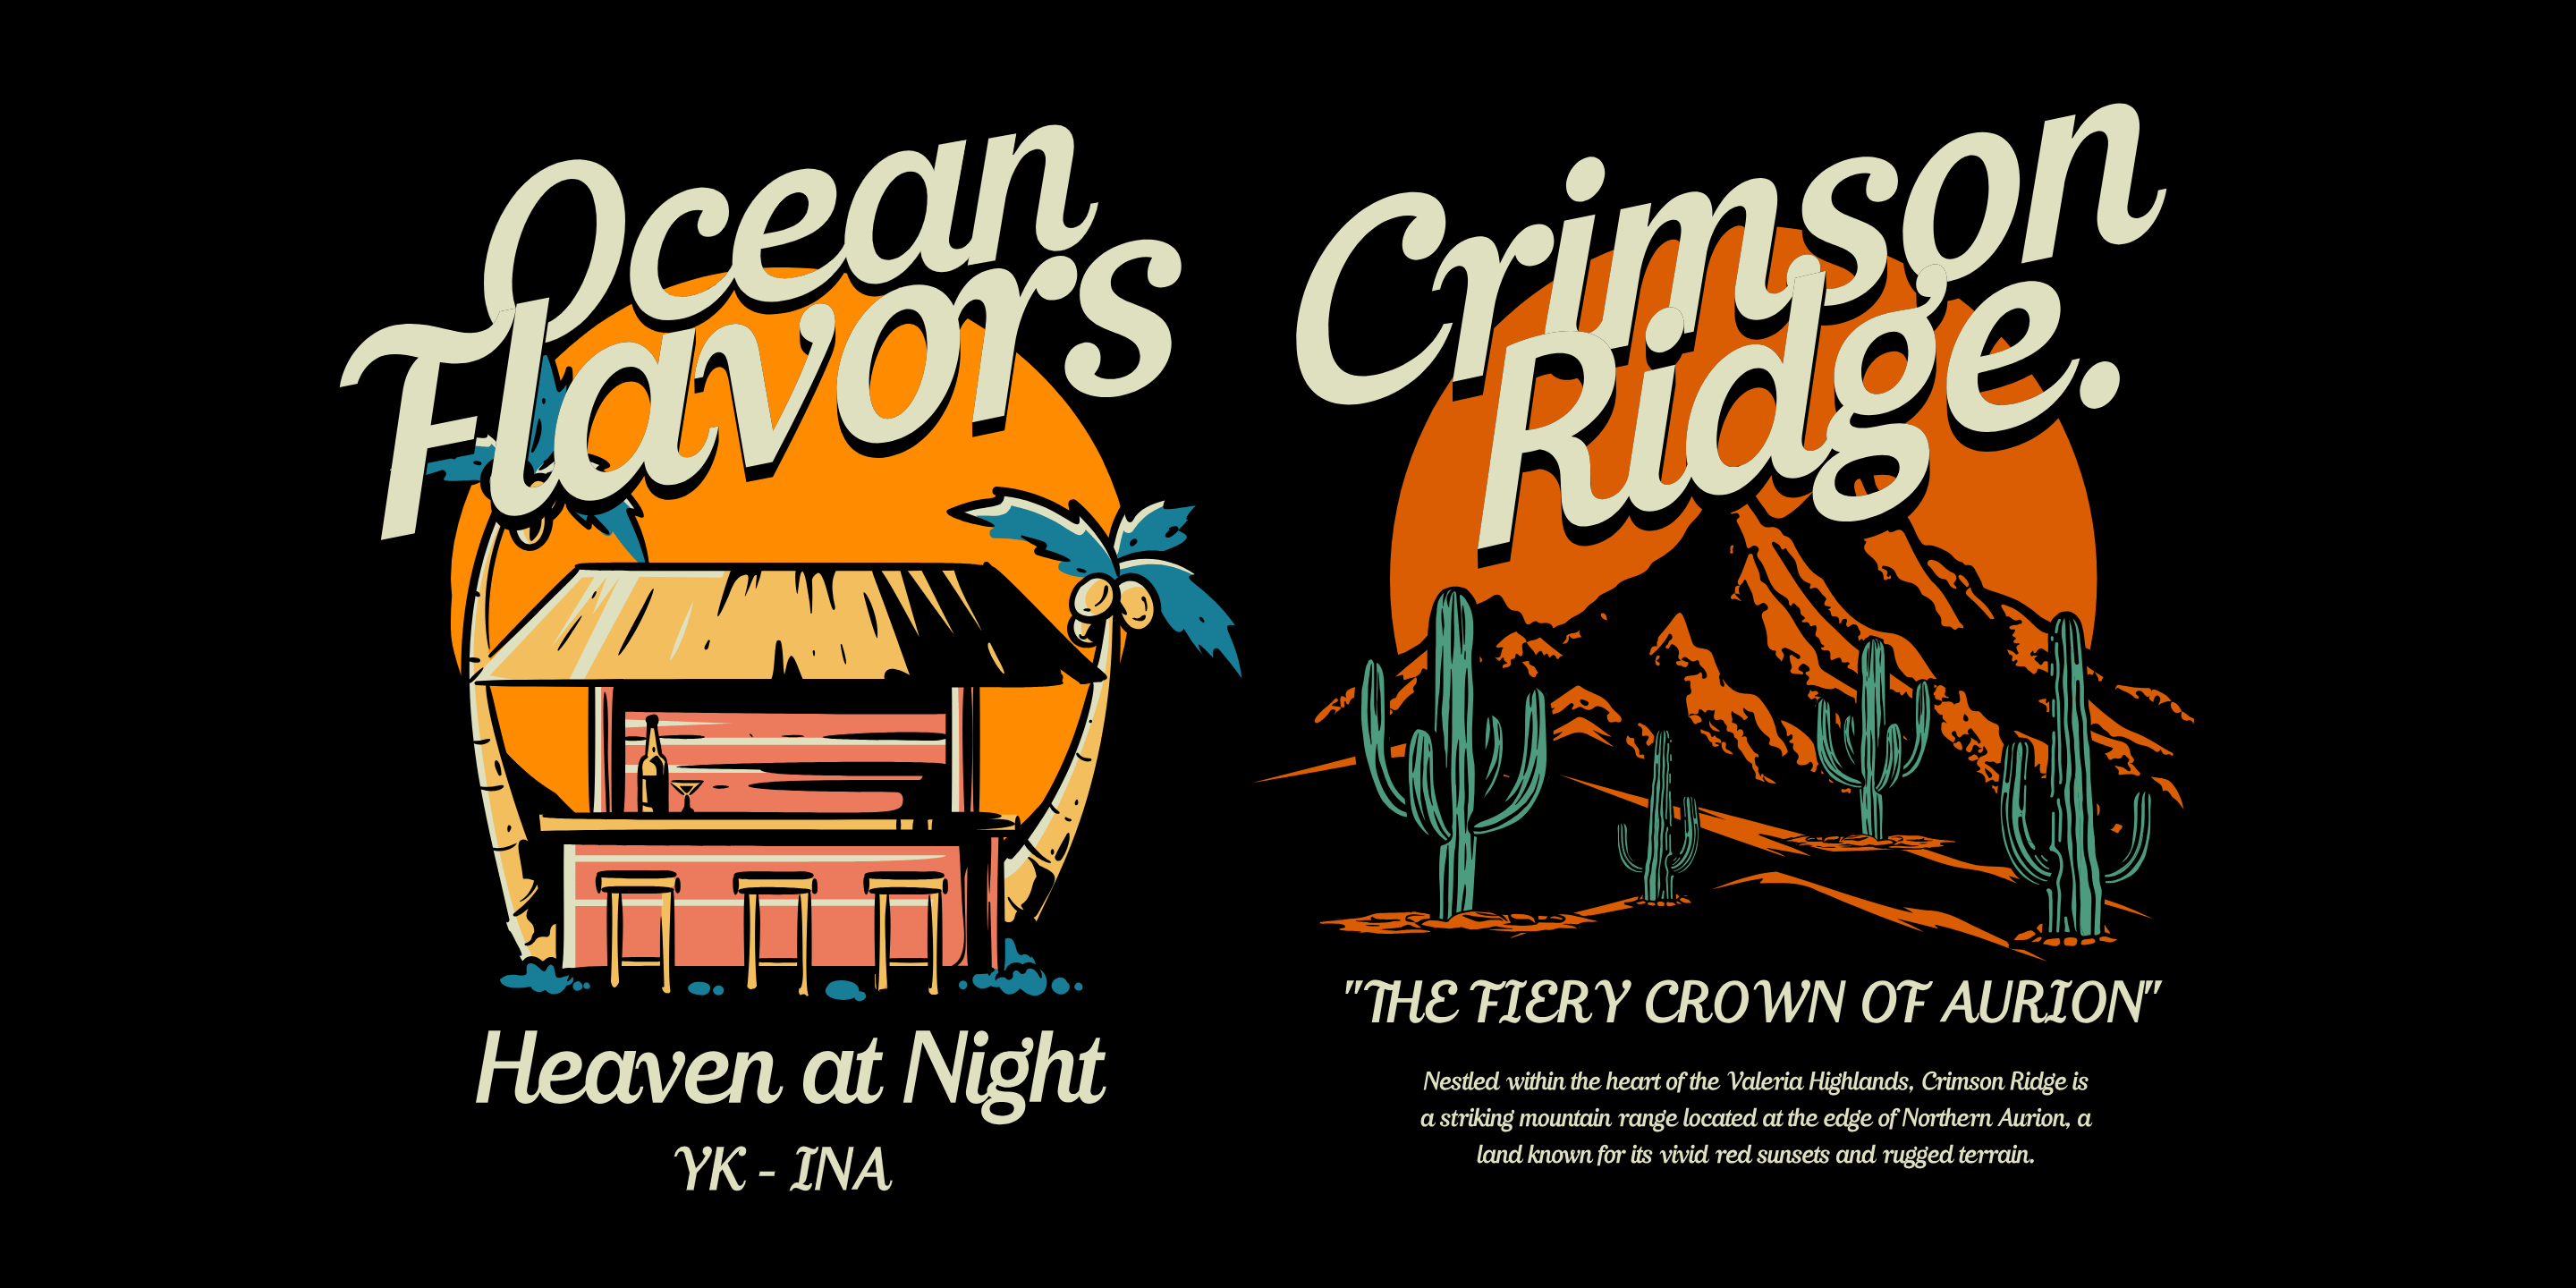 Ocean
Flavors
Heaven at Night
YK - INA
Crimson
Ridge.
"THE FIERY CROWN OF AURION"
Nestled within the heart of the Valeria Highlands, Crimson Ridge is
a striking mountain range located at the edge of Northern Aurion, a
land known for its vivid red sunsets and rugged terrain.